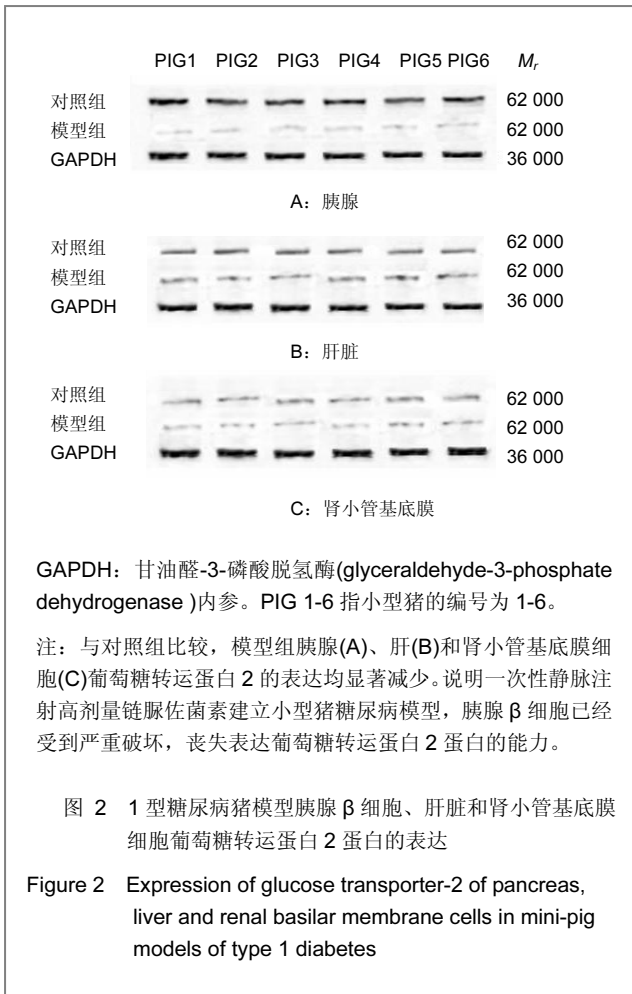 PIG1 PIG2 PIG3 PIG4 PIG5 PIG6 Mr
对照组 62 000
模型组 62 000
GAPDH 36 000
A：胰腺
对照组 62 000
模型组 62 000
GAPDH 36 000
B：肝脏
对照组 62 000
模型组 62 000
GAPDH 36 000
C：肾小管基底膜
GAPDH：甘油醛-3-磷酸脱氢酶(glyceraldehyde-3-phosphate
dehydrogenase )内参。PIG 1-6 指小型猪的编号为 1-6。
注：与对照组比较，模型组胰腺(A)、肝(B)和肾小管基底膜细
胞(C)葡萄糖转运蛋白 2 的表达均显著减少。说明一次性静脉注
射高剂量链脲佐菌素建立小型猪糖尿病模型，胰腺 β 细胞已经
受到严重破坏，丧失表达葡萄糖转运蛋白 2 蛋白的能力。
图 2 1 型糖尿病猪模型胰腺 β 细胞、肝脏和肾小管基底膜
细胞葡萄糖转运蛋白 2 蛋白的表达
Figure 2 Expression of glucose transporter-2 of pancreas,
liver and renal basilar membrane cells in mini-pig
models of type 1 diabetes